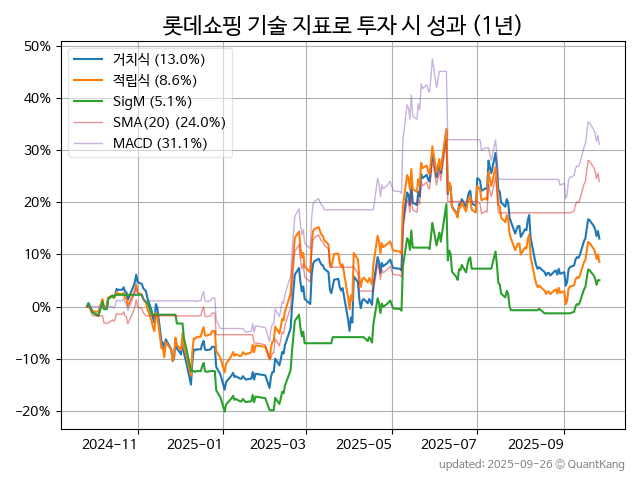 롯데쇼핑 기술 지표로 투자 시 성과 (1년)
50%
40%
30%
20%
10%
0%
−10%
−20%
거치식 (13.0%)
적립식 (8.6%)
SigM (5.1%)
SMA(20) (24.0%)
MACD (31.1%)
2024-11
2025-01
2025-03
2025-05
2025-07
2025-09
updated: 2025-09-26 © QuantKang